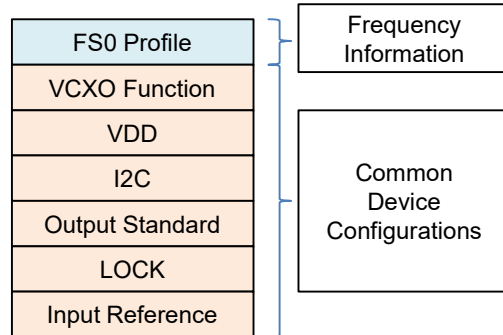 FS0 Profile
VCXO Function
VDD
I2C
Output Standard
LOCK
Input Reference
Frequency
Information
Common
Device
Configurations